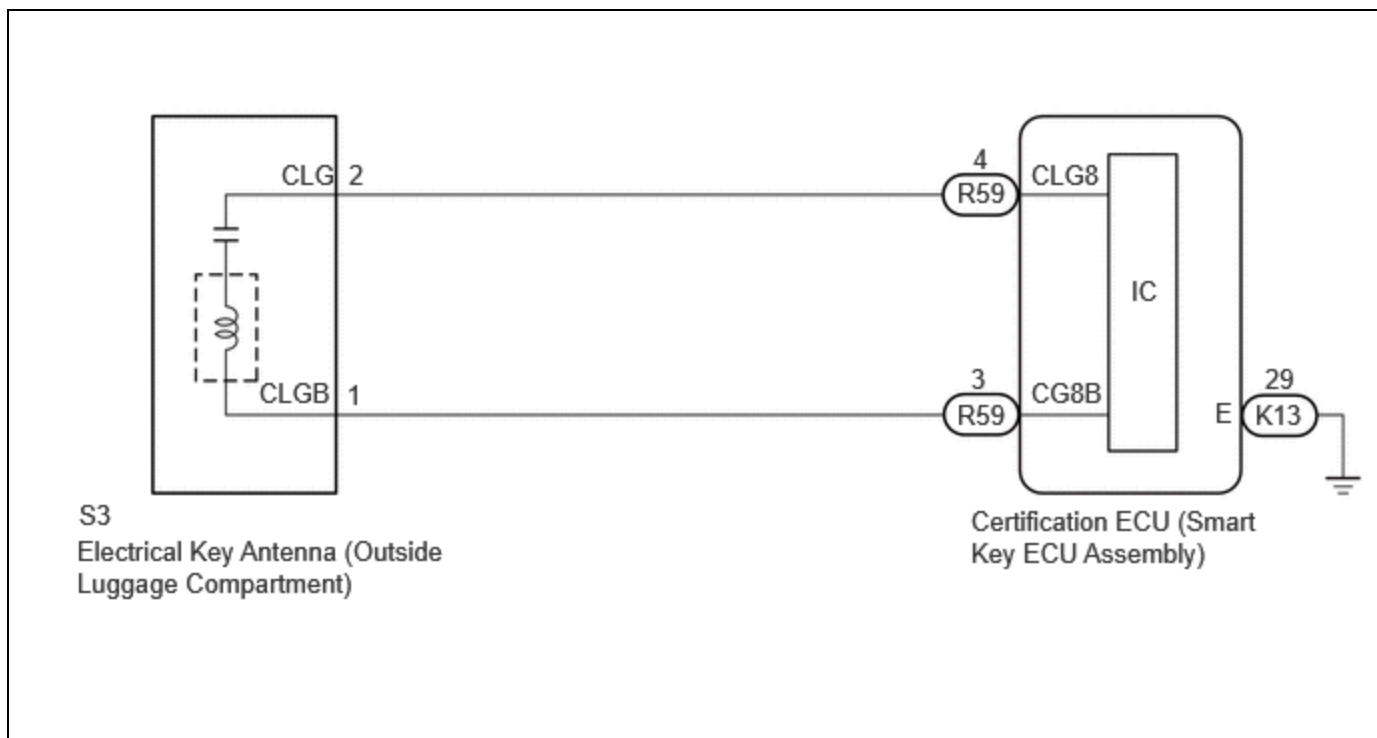 CLG 2
4
R59 CLG8
IC
CLGB 1
3
R59 CG8B
29
E K13
S3
Electrical Key Antenna (Outside
Luggage Compartment)
Certification ECU (Smart
Key ECU Assembly)